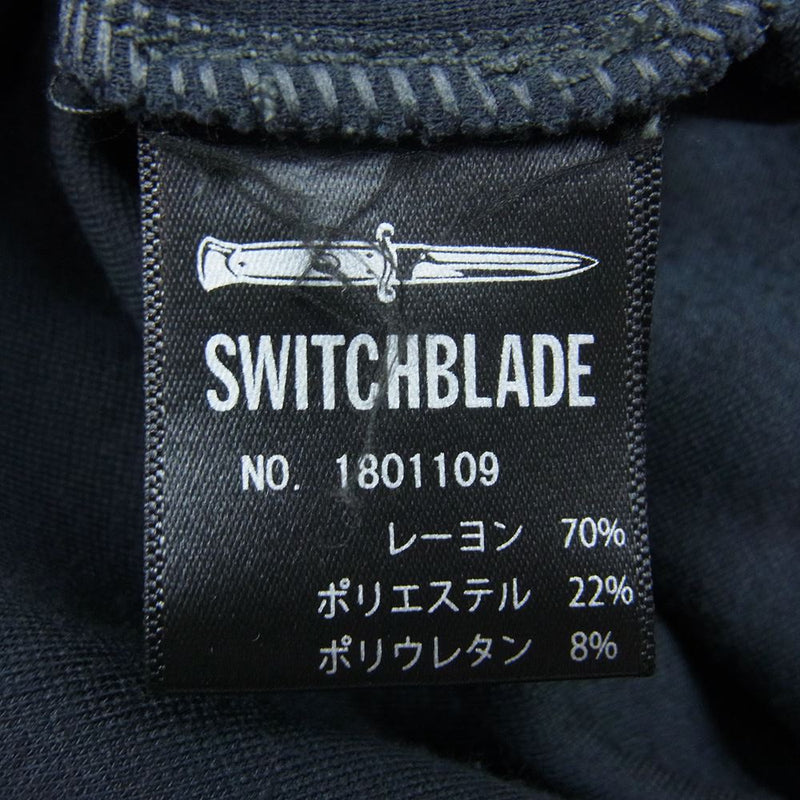 SWITCHBLADE
NO. 1801109
レーヨン 70%
ポリエステル 22%
ポリウレタン 8%